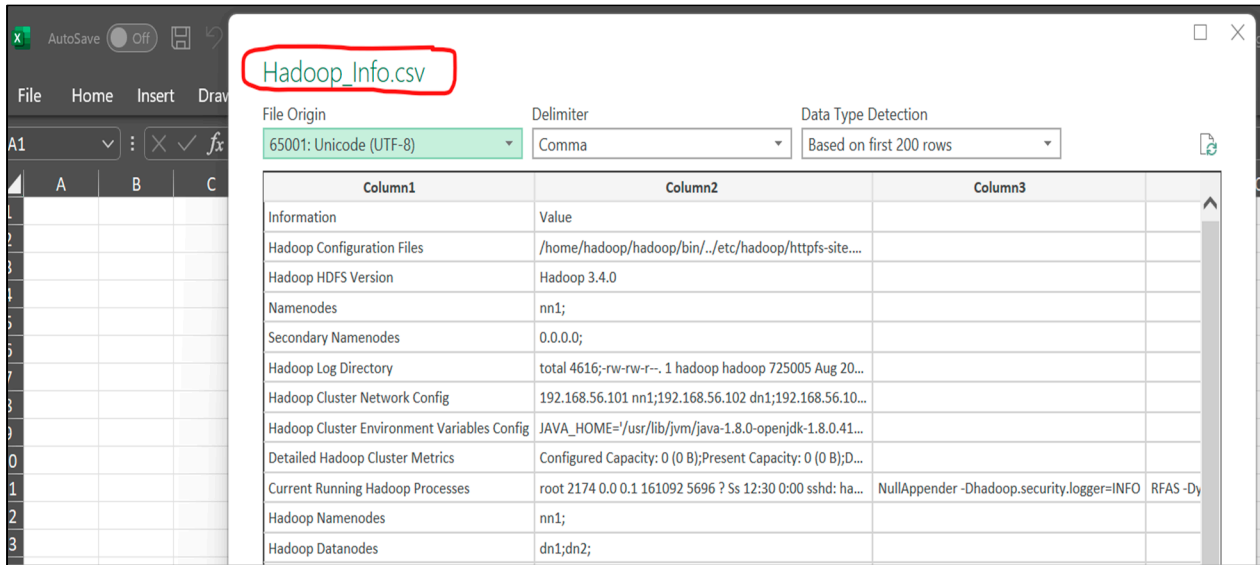 AutoSave Off
File Home Insert Draw
A1 fx
A B C
Hadoop_Info.csv
File Origin Delimiter Data Type Detection
65001: Unicode (UTF-8) Comma Based on first 200 rows
Column1 Column2 Column3
Information Value
Hadoop Configuration Files /home/hadoop/hadoop/bin/../etc/hadoop/httpfs-site....
Hadoop HDFS Version Hadoop 3.4.0
Namenodes nn1;
Secondary Namenodes 0.0.0.0;
Hadoop Log Directory total 4616;-rw-rw-r--. 1 hadoop hadoop 725005 Aug 20...
Hadoop Cluster Network Config 192.168.56.101 nn1;192.168.56.102 dn1;192.168.56.10...
Hadoop Cluster Environment Variables Config JAVA_HOME='/usr/lib/jvm/java-1.8.0-openjdk-1.8.0.41...
Detailed Hadoop Cluster Metrics Configured Capacity: 0 (0 B);Present Capacity: 0 (0 B);D...
Current Running Hadoop Processes root 2174 0.0 0.1 161092 5696 ? Ss 12:30 0:00 sshd: ha... NullAppender -Dhadoop.security.logger=INFO RFAS -Dy
Hadoop Namenodes nn1;
Hadoop Datanodes dn1;dn2;